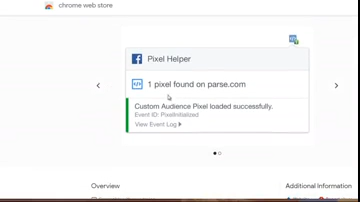 chrome web store
Pixel Helper
1 pixel found on parse.com
Custom Audience Pixel loaded successfully.
Event ID: PixelInitialized
View Event Log
Overview
Additional Information